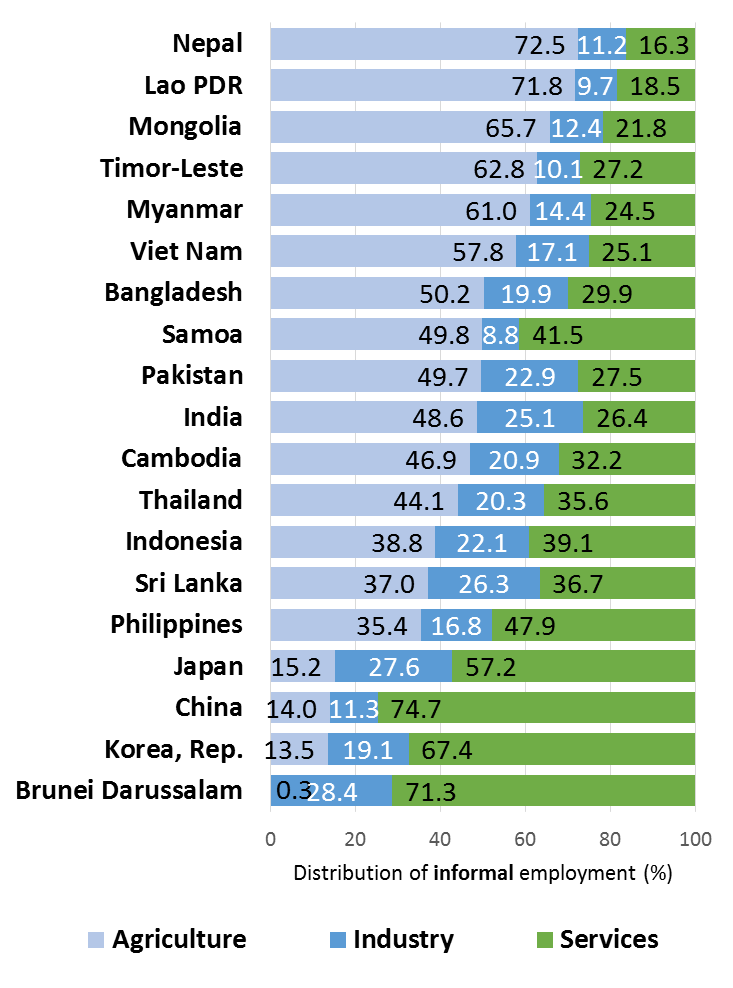 Nepal 72.5 11.2 16.3
Lao PDR 71.8 9.7 18.5
Mongolia 65.7 12.4 21.8
Timor-Leste 62.8 10.1 27.2
Myanmar 61.0 14.4 24.5
Viet Nam 57.8 17.1 25.1
Bangladesh 50.2 19.9 29.9
Samoa 49.8 8.8 41.5
Pakistan 49.7 22.9 27.5
India 48.6 25.1 26.4
Cambodia 46.9 20.9 32.2
Thailand 44.1 20.3 35.6
Indonesia 38.8 22.1 39.1
Sri Lanka 37.0 26.3 36.7
Philippines 35.4 16.8 47.9
Japan 15.2 27.6 57.2
China 14.0 11.3 74.7
Korea, Rep. 13.5 19.1 67.4
Brunei Darussalam 0.3 28.4 71.3
0 20 40 60 80 100
Distribution of informal employment (%)
Agriculture Industry Services